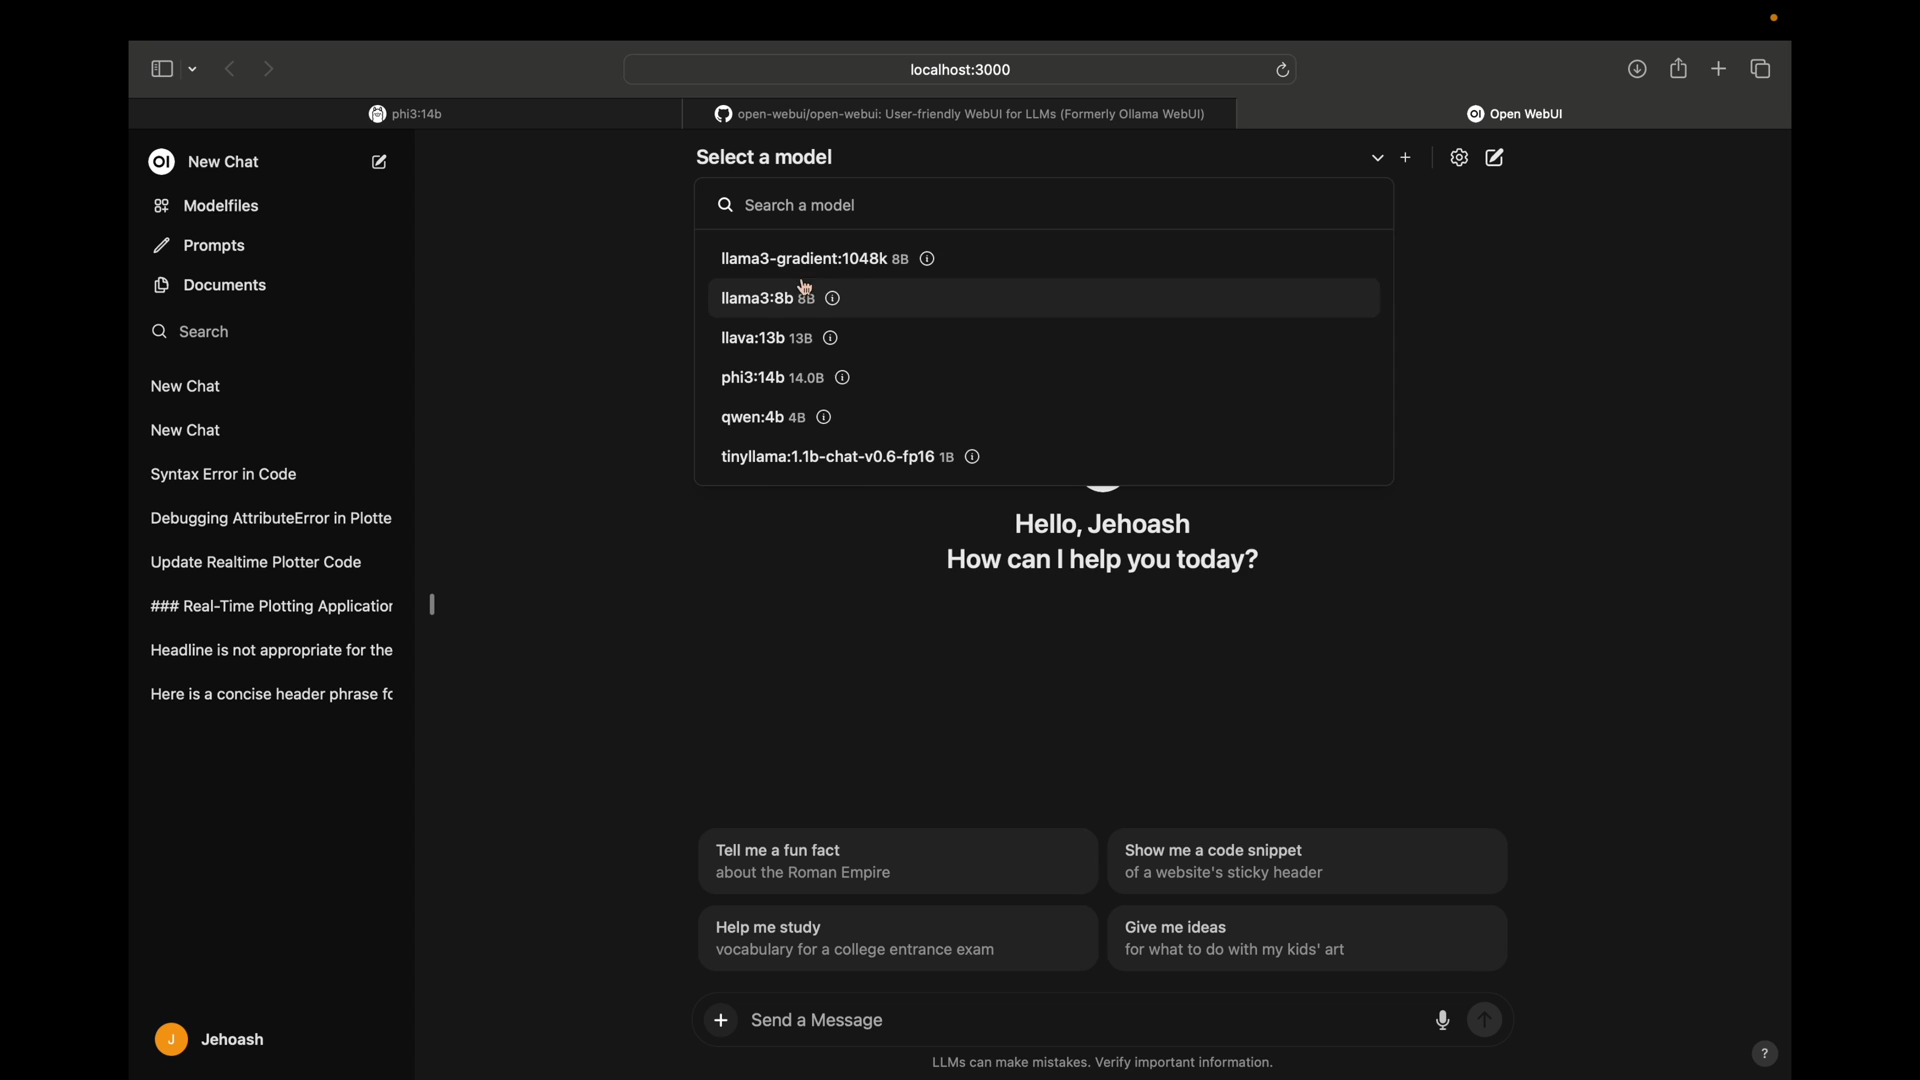 localhost:3000
phi3:14b
open-webui/open-webui: User-friendly WebUI for LLMs (Formerly Ollama WebUI)
OI Open WebUI
OI New Chat
Modelfiles
Prompts
Documents
Search
New Chat
New Chat
Syntax Error in Code
Debugging AttributeError in Plotte
Update Realtime Plotter Code
### Real-Time Plotting Application
Headline is not appropriate for the
Here is a concise header phrase fo
J Jehoash
Select a model
Search a model
llama3-gradient:1048k 8B
llama3:8b 8B
llava:13b 13B
phi3:14b 14.0B
qwen:4b 4B
tinyllama:1.1b-chat-v0.6-fp16 1B
Hello, Jehoash
How can I help you today?
Tell me a fun fact
about the Roman Empire
Show me a code snippet
of a website's sticky header
Help me study
vocabulary for a college entrance exam
Give me ideas
for what to do with my kids' art
Send a Message
LLMs can make mistakes. Verify important information.
?